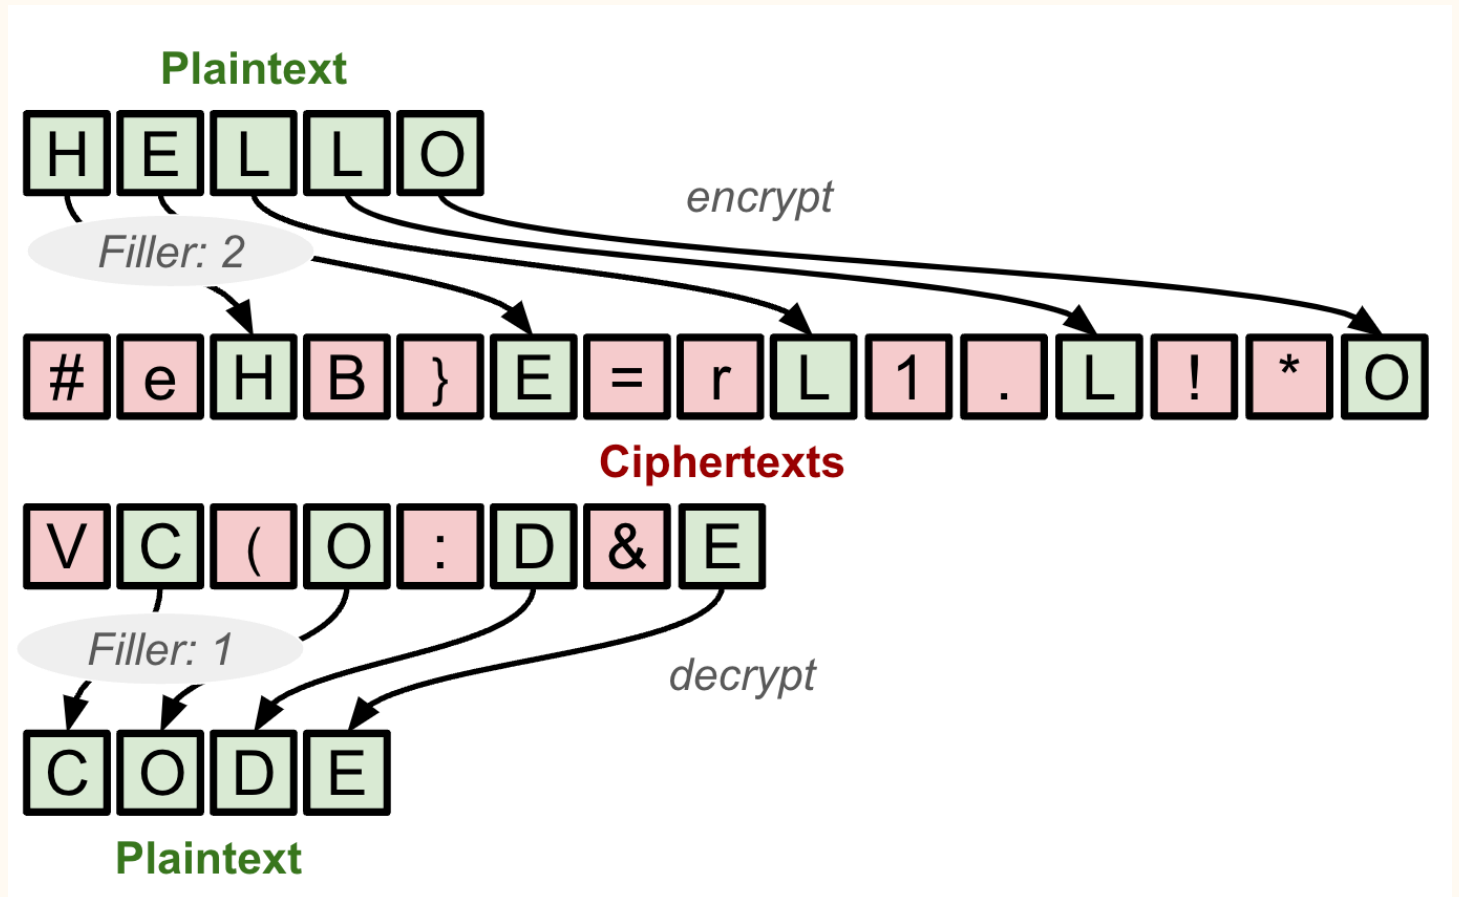 Plaintext
H E L L O
encrypt
Filler: 2
# e H B } E = r L 1 . L ! * O
Ciphertexts
V C ( O : D & E
Filler: 1
decrypt
C O D E
Plaintext